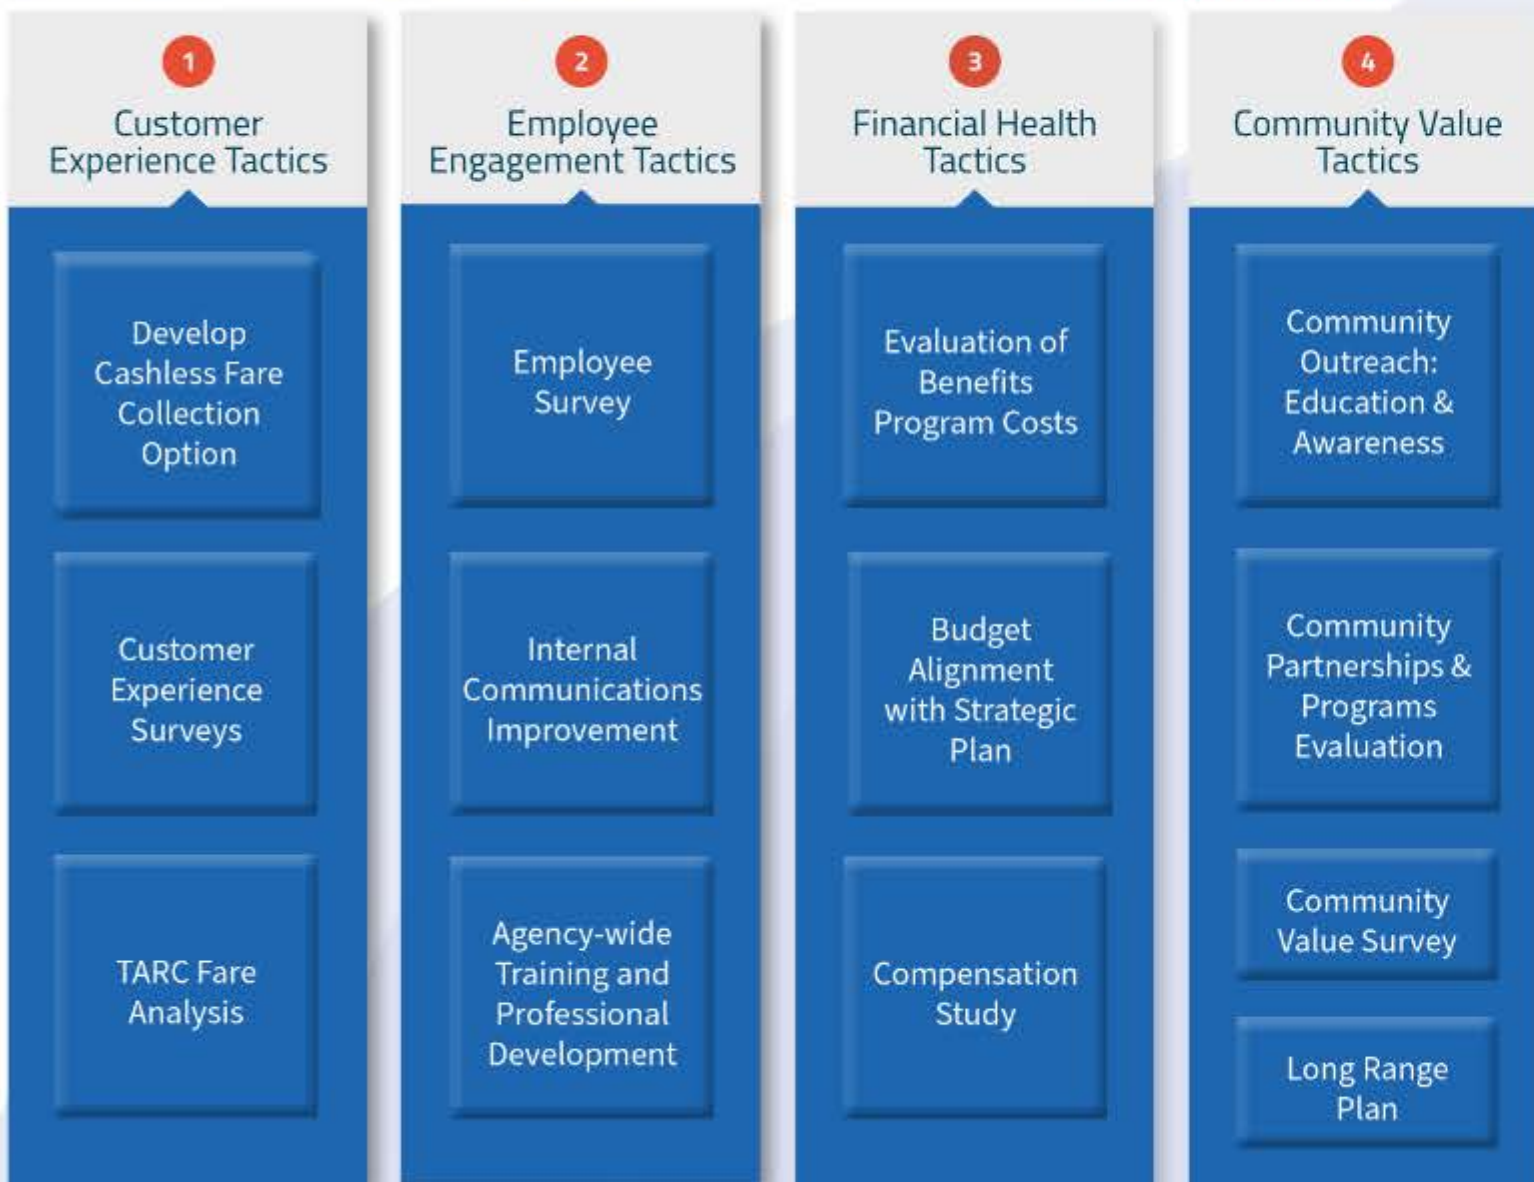 1
Customer
Experience Tactics
Develop
Cashless Fare
Collection
Option
Customer
Experience
Surveys
TARC Fare
Analysis
2
Employee
Engagement Tactics
Employee
Survey
Internal
Communications
Improvement
Agency-wide
Training and
Professional
Development
3
Financial Health
Tactics
Evaluation of
Benefits
Program Costs
Budget
Alignment
with Strategic
Plan
Compensation
Study
4
Community Value
Tactics
Community
Outreach:
Education &
Awareness
Community
Partnerships &
Programs
Evaluation
Community
Value Survey
Long Range
Plan